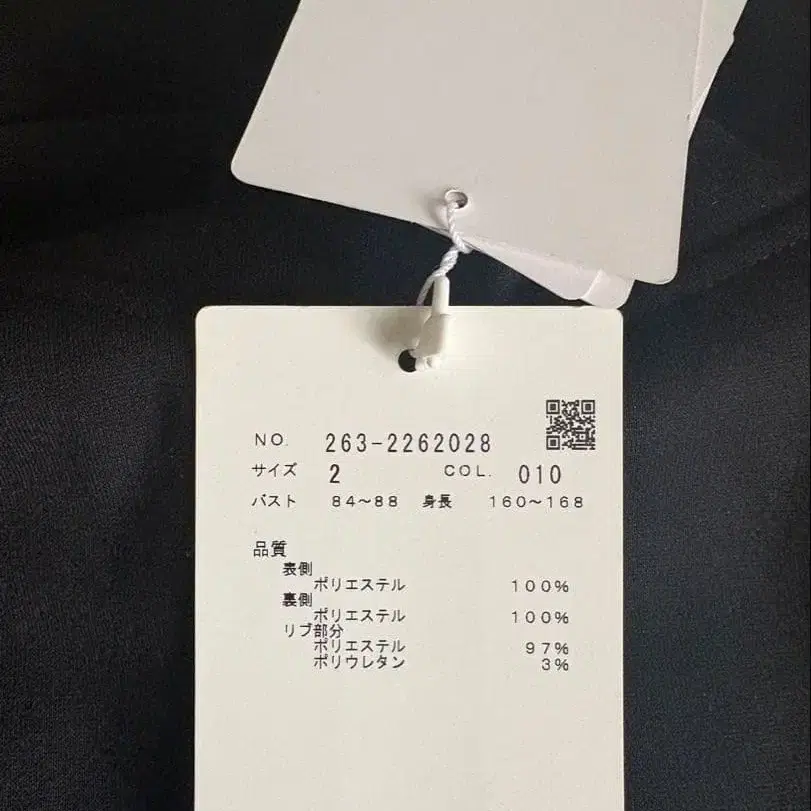 NO. 263-2262028
サイズ 2 COL. 010
バスト 84~88 身長 160~168
品質
表側
ポリエステル 100%
裏側
ポリエステル 100%
リブ部分
ポリエステル 97%
ポリウレタン 3%